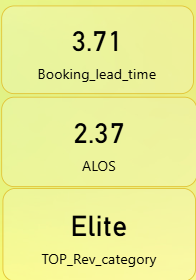 3.71
Booking_lead_time
2.37
ALOS
Elite
TOP_Rev_category